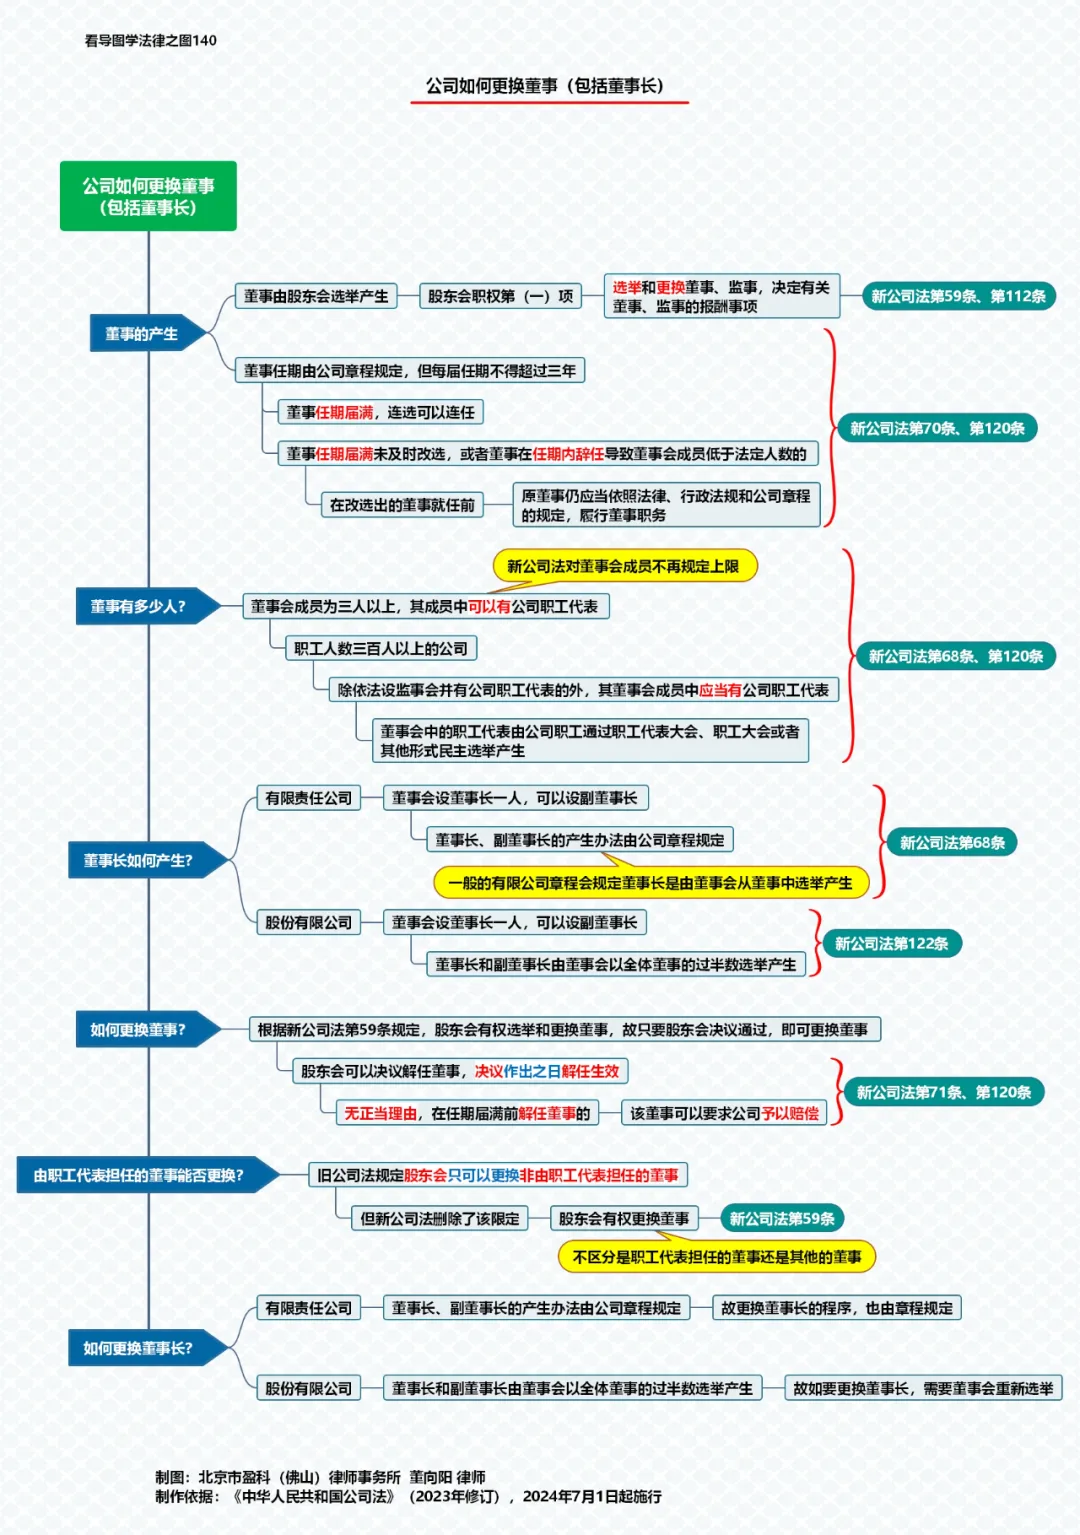 看导图学法律之图140
公司如何更换董事（包括董事长）
公司如何更换董事
（包括董事长）
董事的产生
董事由股东会选举产生
股东会职权第（一）项
选举和更换董事、监事，决定有关
董事、监事的报酬事项
新公司法第59条、第112条
董事任期由公司章程规定，但每届任期不得超过三年
董事任期届满，连选可以连任
董事任期届满未及时改选，或者董事在任期内辞任导致董事会成员低于法定人数的
在改选出的董事就任前
原董事仍应当依照法律、行政法规和公司章程
的规定，履行董事职务
新公司法第70条、第120条
新公司法对董事会成员不再规定上限
董事有多少人？
董事会成员为三人以上，其成员中可以有公司职工代表
职工人数三百人以上的公司
除依法设监事会并有公司职工代表的外，其董事会成员中应当有公司职工代表
董事会中的职工代表由公司职工通过职工代表大会、职工大会或者
其他形式民主选举产生
新公司法第68条、第120条
董事长如何产生？
有限责任公司
董事会设董事长一人，可以设副董事长
董事长、副董事长的产生办法由公司章程规定
一般的有限公司章程会规定董事长是由董事会从董事中选举产生
新公司法第68条
股份有限公司
董事会设董事长一人，可以设副董事长
董事长和副董事长由董事会以全体董事的过半数选举产生
新公司法第122条
如何更换董事？
根据新公司法第59条规定，股东会有权选举和更换董事，故只要股东会决议通过，即可更换董事
股东会可以决议解任董事，决议作出之日解任生效
无正当理由，在任期届满前解任董事的
该董事可以要求公司予以赔偿
新公司法第71条、第120条
由职工代表担任的董事能否更换？
旧公司法规定股东会只可以更换非由职工代表担任的董事
但新公司法删除了该限定
股东会有权更换董事
新公司法第59条
不区分是职工代表担任的董事还是其他的董事
如何更换董事长？
有限责任公司
董事长、副董事长的产生办法由公司章程规定
故更换董事长的程序，也由章程规定
股份有限公司
董事长和副董事长由董事会以全体董事的过半数选举产生
故如要更换董事长，需要董事会重新选举
制图：北京市盈科（佛山）律师事务所 董向阳 律师
制作依据：《中华人民共和国公司法》（2023年修订），2024年7月1日起施行